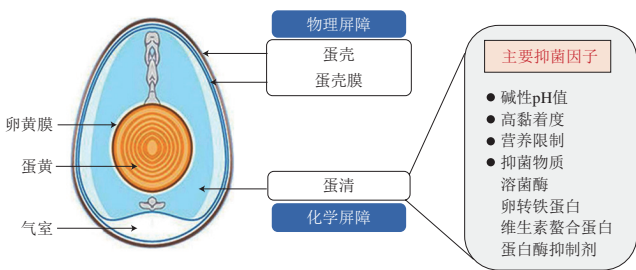 物理屏障
蛋壳
蛋壳膜
卵黄膜
蛋黄
气室
蛋清
化学屏障
主要抑菌因子
● 碱性pH值
● 高黏着度
● 营养限制
● 抑菌物质
溶菌酶
卵转铁蛋白
维生素螯合蛋白
蛋白酶抑制剂